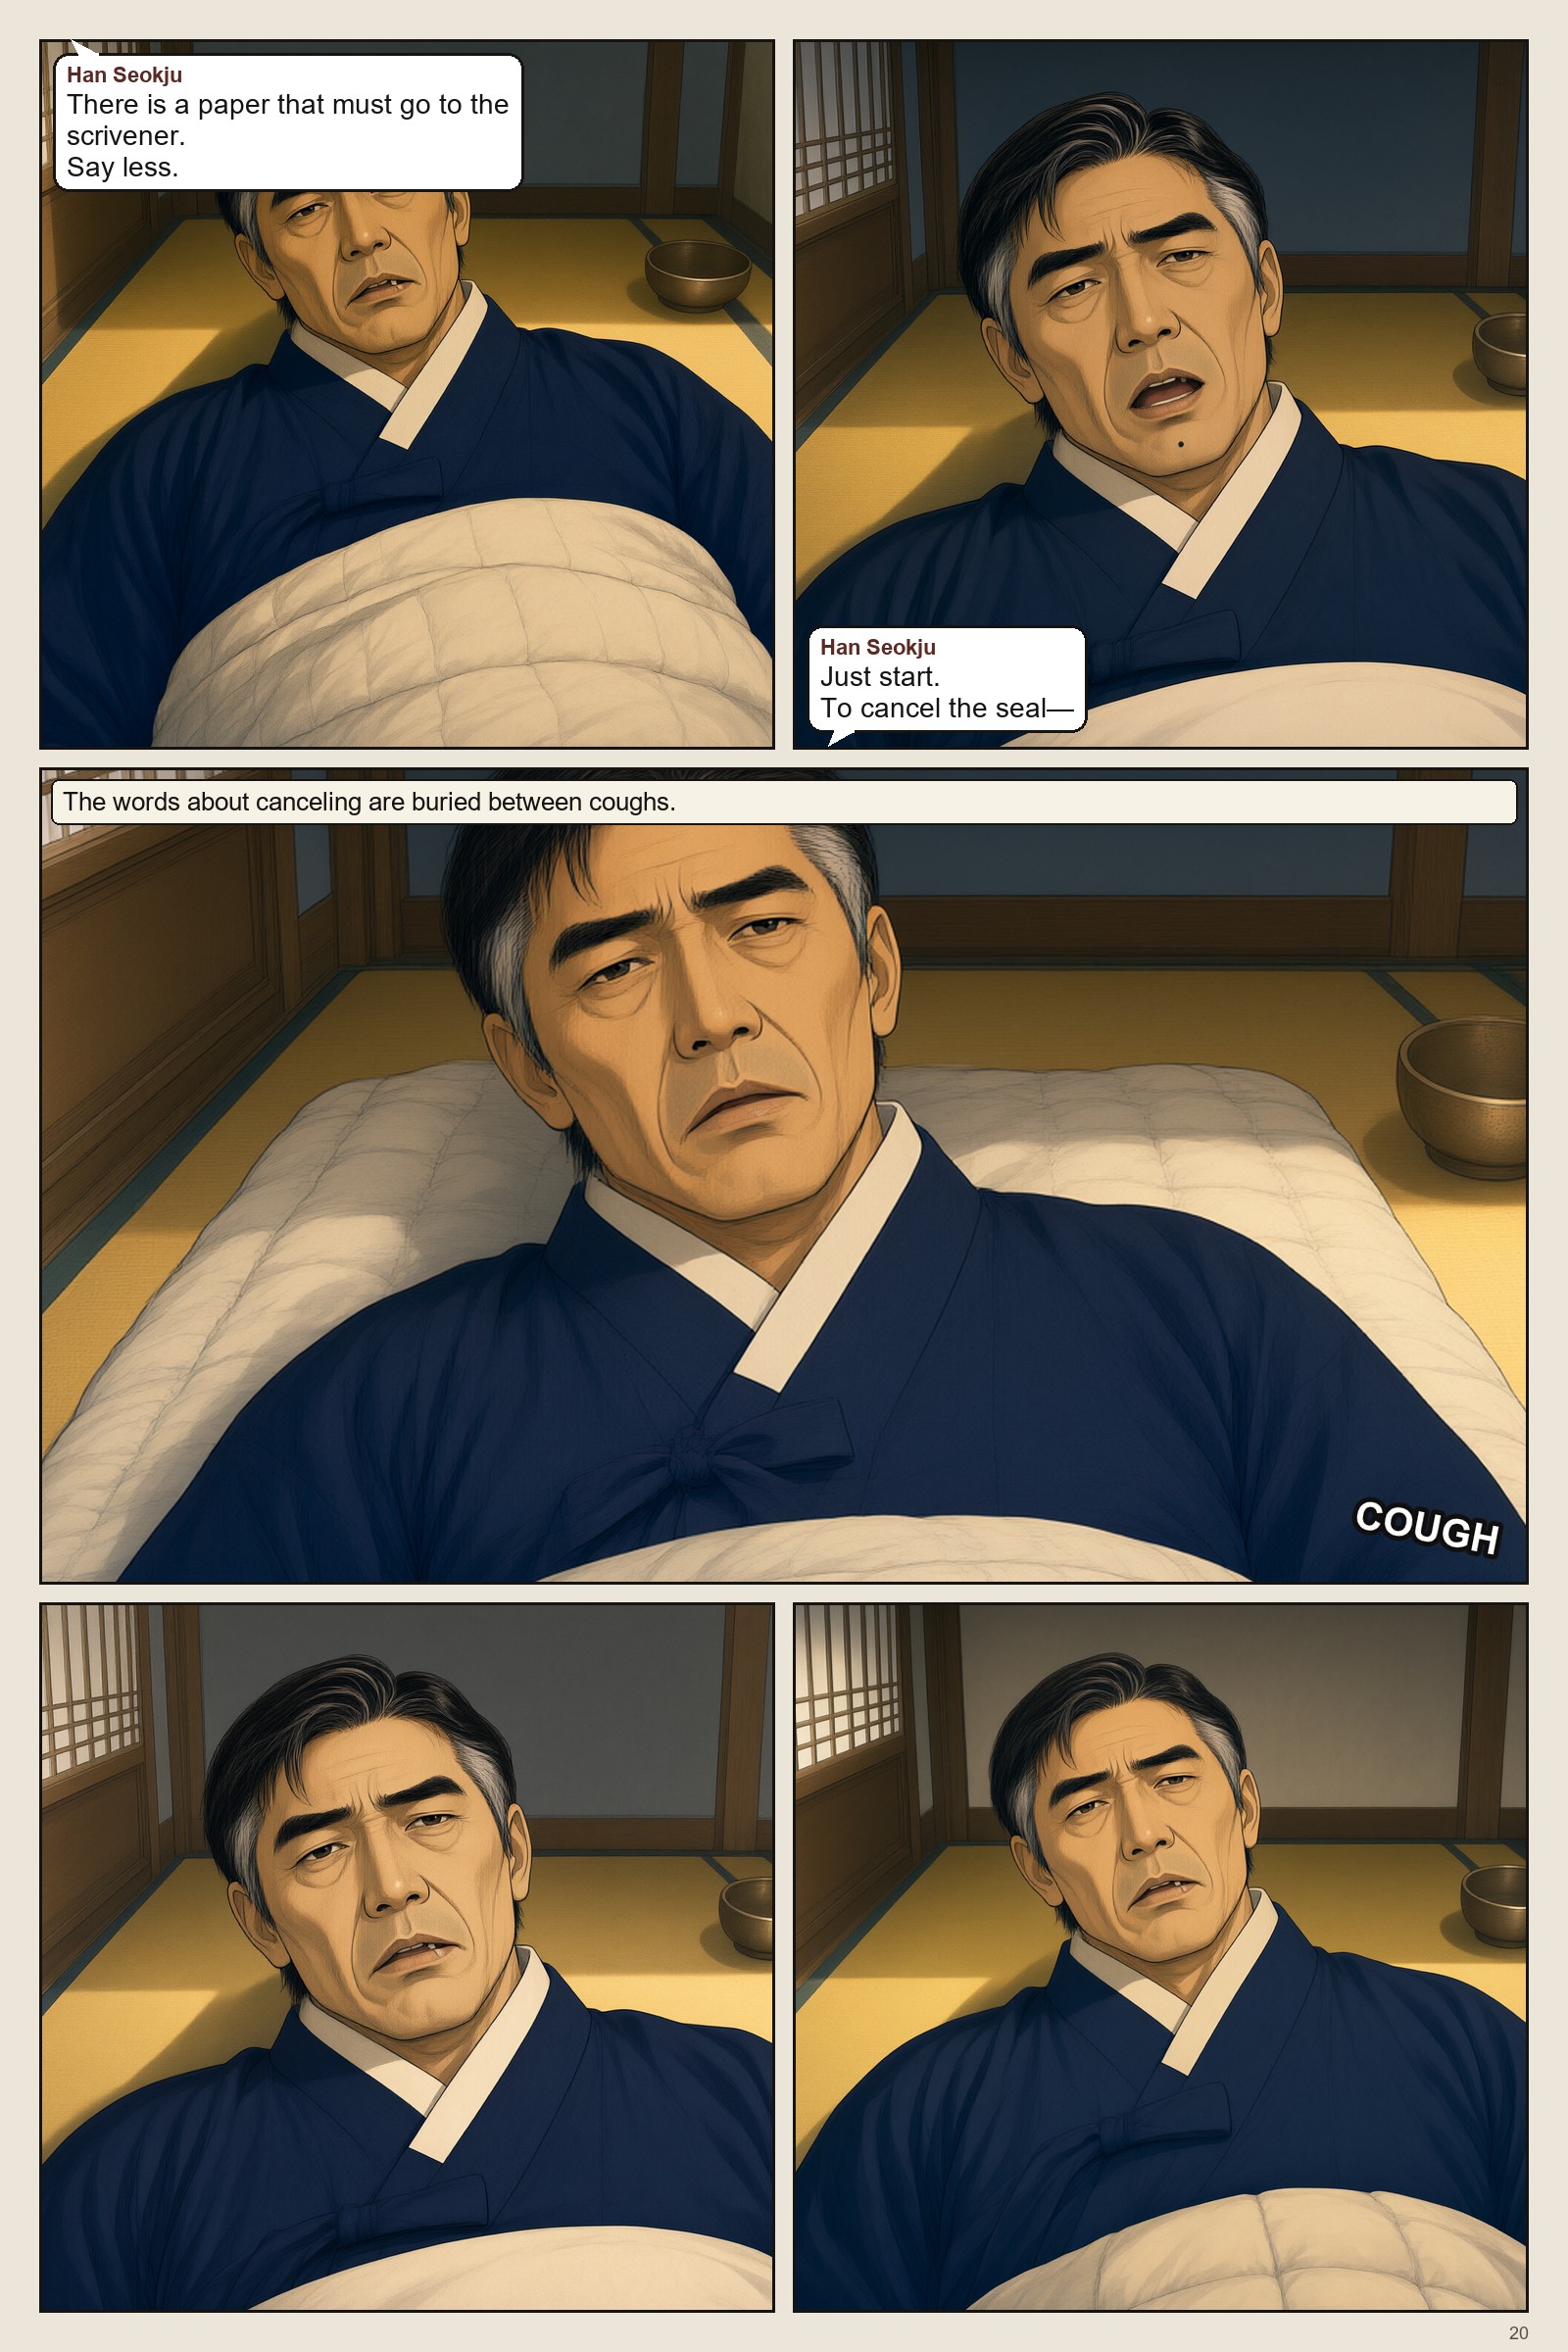 Han Seokju
There is a paper that must go to the
scrivener.
Say less.
Han Seokju
Just start.
To cancel the seal—
The words about canceling are buried between coughs.
COUGH
20